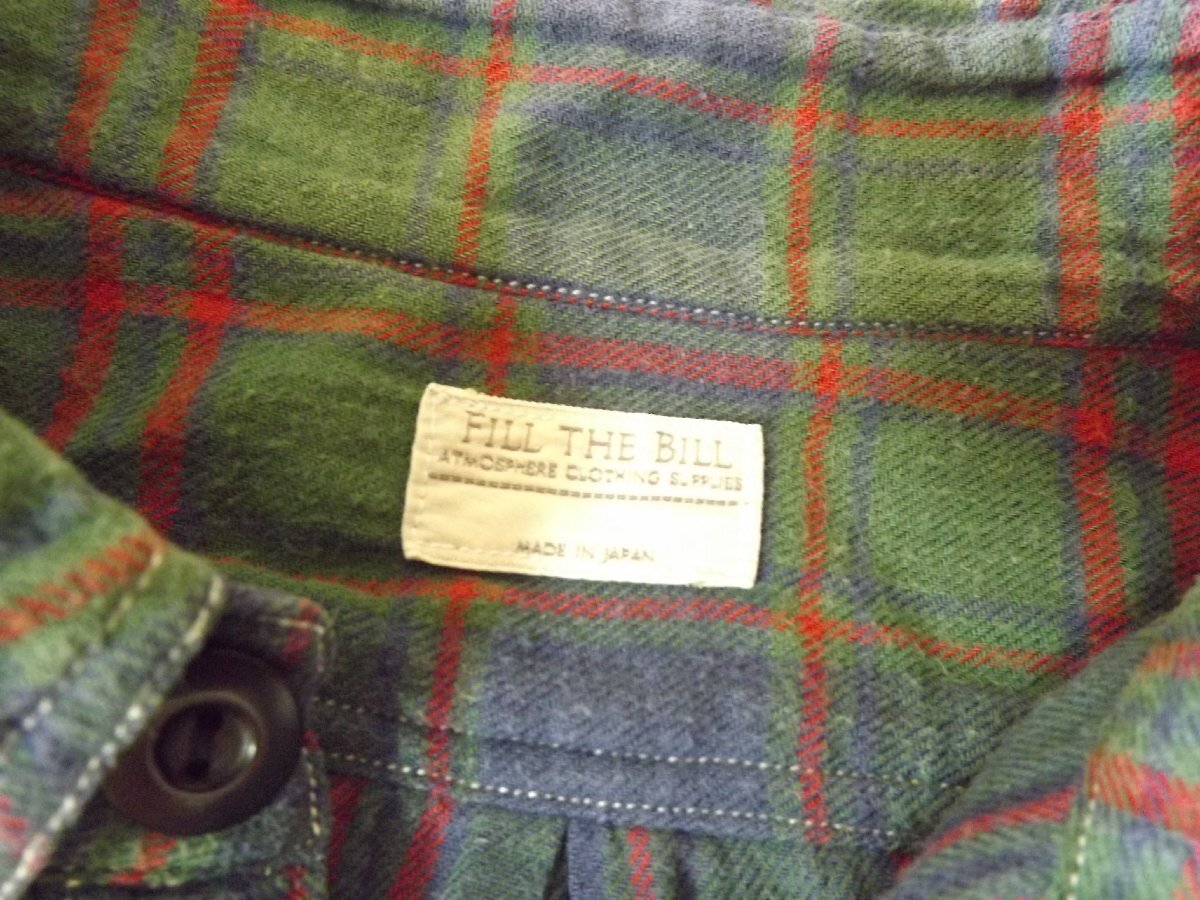 FILL THE BILL
ATMOSPHERE CLOTHING SUPPLIES
MADE IN JAPAN